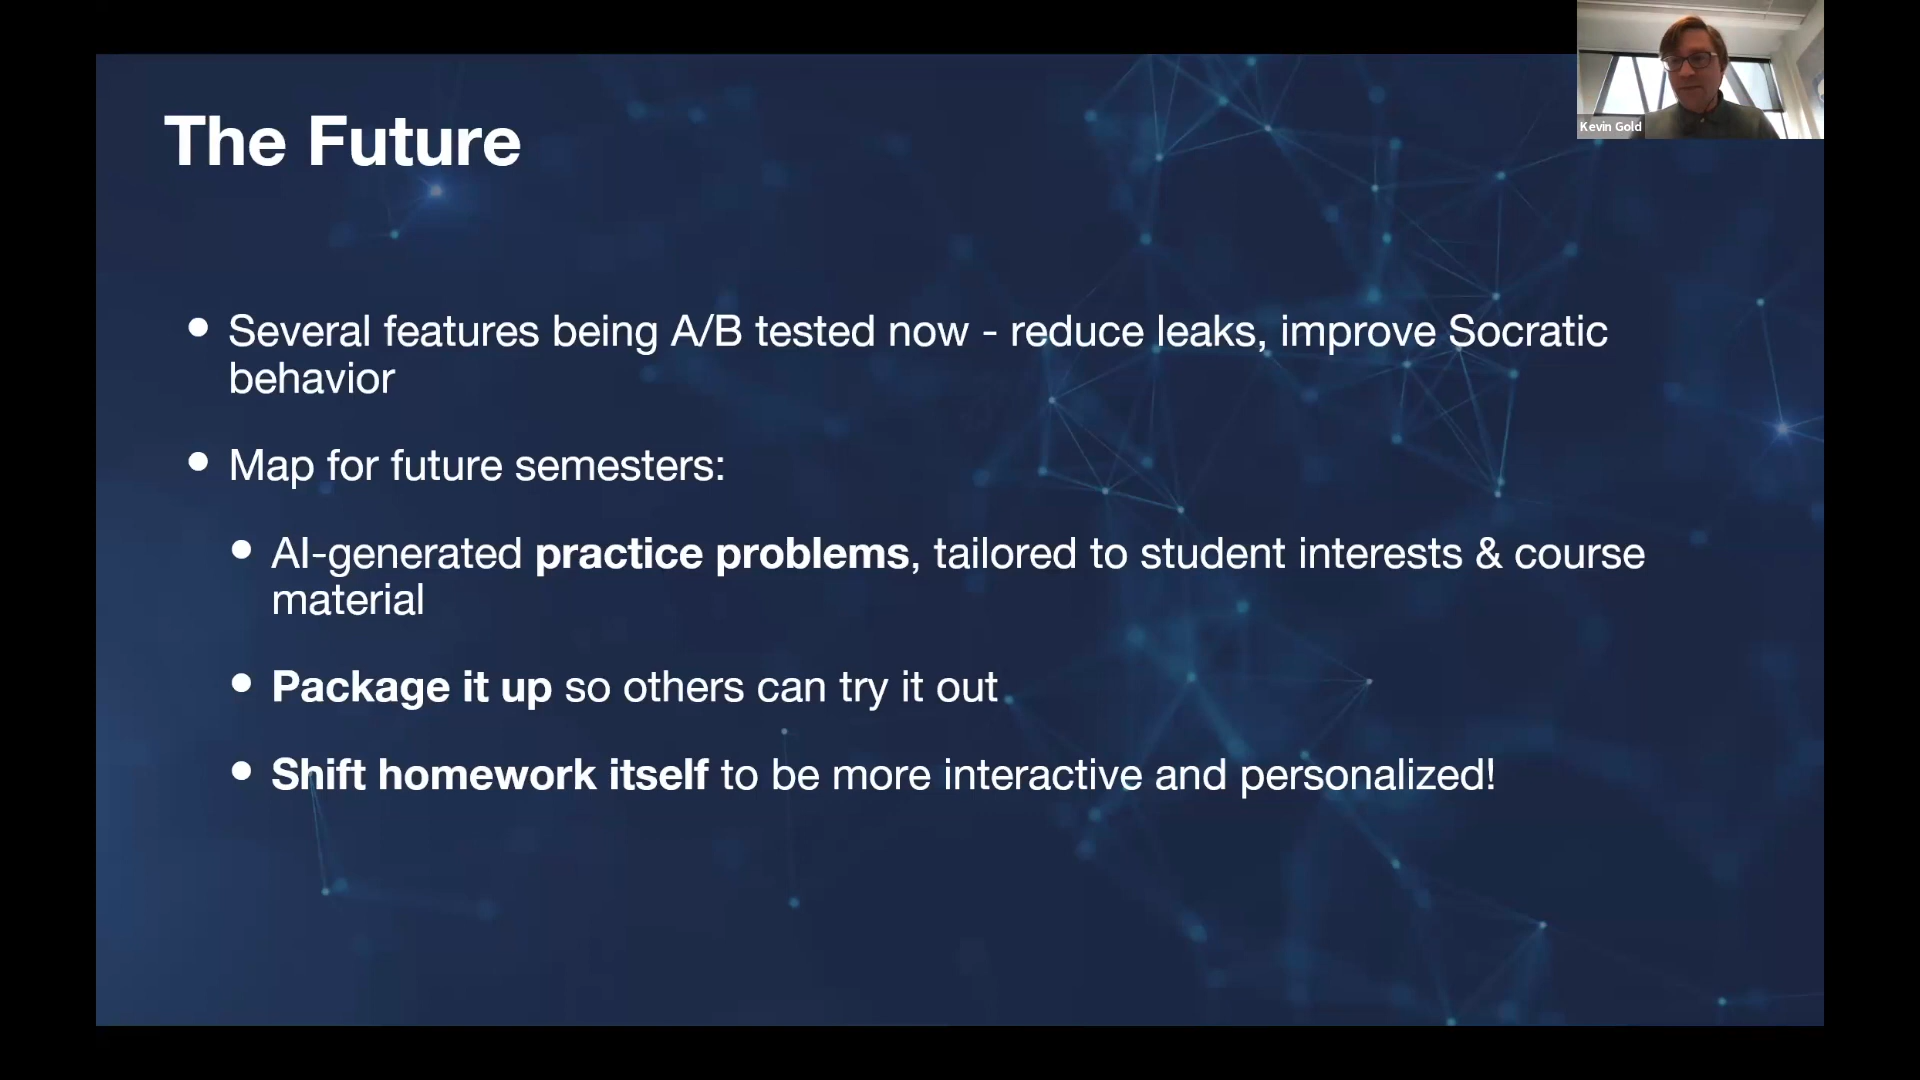 Kevin Gold
The Future
• Several features being A/B tested now - reduce leaks, improve Socratic
behavior
• Map for future semesters:
• AI-generated practice problems, tailored to student interests & course
material
• Package it up so others can try it out
• Shift homework itself to be more interactive and personalized!